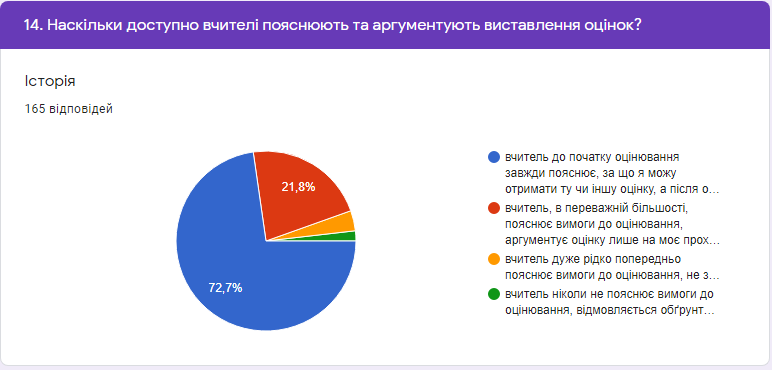 14. Наскільки доступно вчителі пояснюють та аргументують виставлення оцінок?
Історія
165 відповідей
21,8%
72,7%
вчитель до початку оцінювання
завжди пояснює, за що я можу
отримати ту чи іншу оцінку, а після о…
вчитель, в переважній більшості,
пояснює вимоги до оцінювання,
аргументує оцінку лише на моє прох…
вчитель дуже рідко попередньо
пояснює вимоги до оцінювання, не з…
вчитель ніколи не пояснює вимоги до
оцінювання, відмовляється обґрунт…